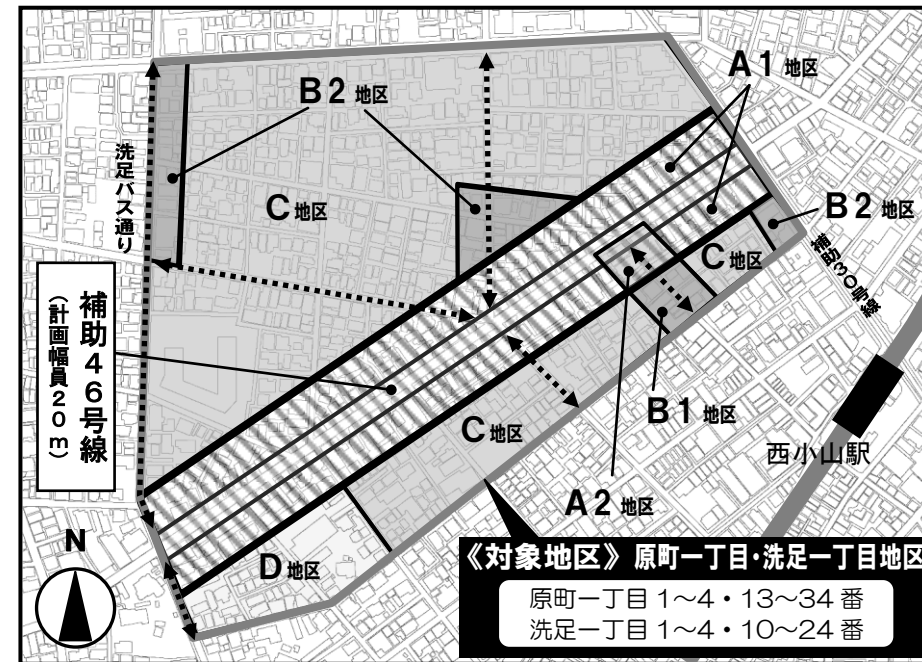 A1地区
B2地区
洗足バス通り
C地区
B2地区
C地区
補助30号線
補助46号線
(計画幅員20m)
B1地区
C地区
西小山駅
A2地区
N
D地区
《対象地区》原町一丁目・洗足一丁目地区
原町一丁目 1~4・13~34 番
洗足一丁目 1~4・10~24 番